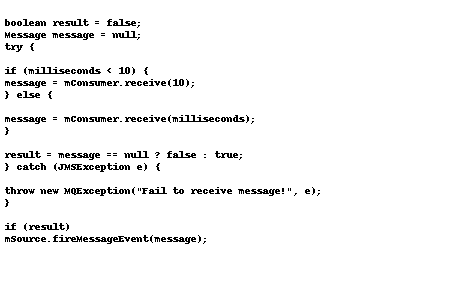 boolean result = false;
Message message = null;
try {
if (milliseconds < 10) {
message = mConsumer.receive(10);
} else {
message = mConsumer.receive(milliseconds);
}
result = message == null ? false : true;
} catch (JMSException e) {
throw new MQException("Fail to receive message!", e);
}
if (result)
mSource.fireMessageEvent(message);